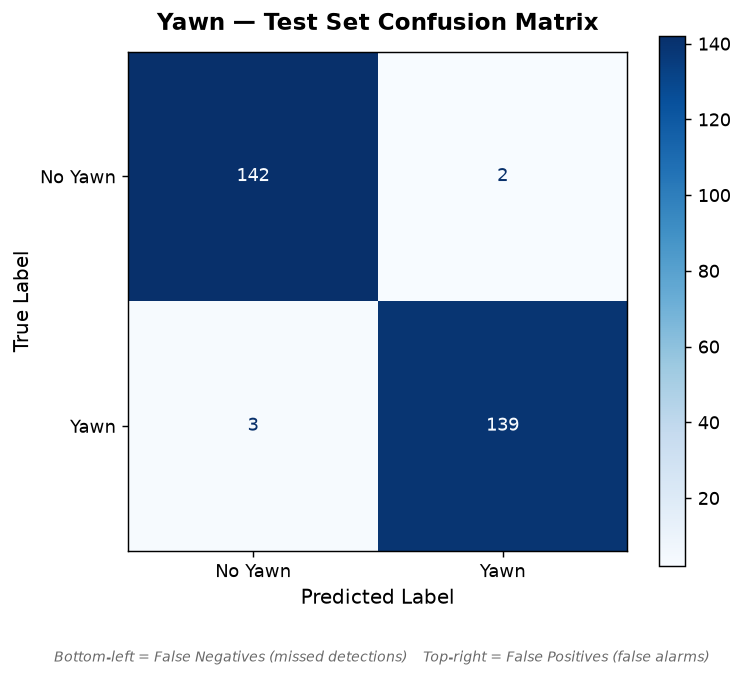 Yawn — Test Set Confusion Matrix
140
120
100
80
60
40
20
True Label
No Yawn
142
2
Yawn
3
139
No Yawn
Yawn
Predicted Label
Bottom-left = False Negatives (missed detections)    Top-right = False Positives (false alarms)